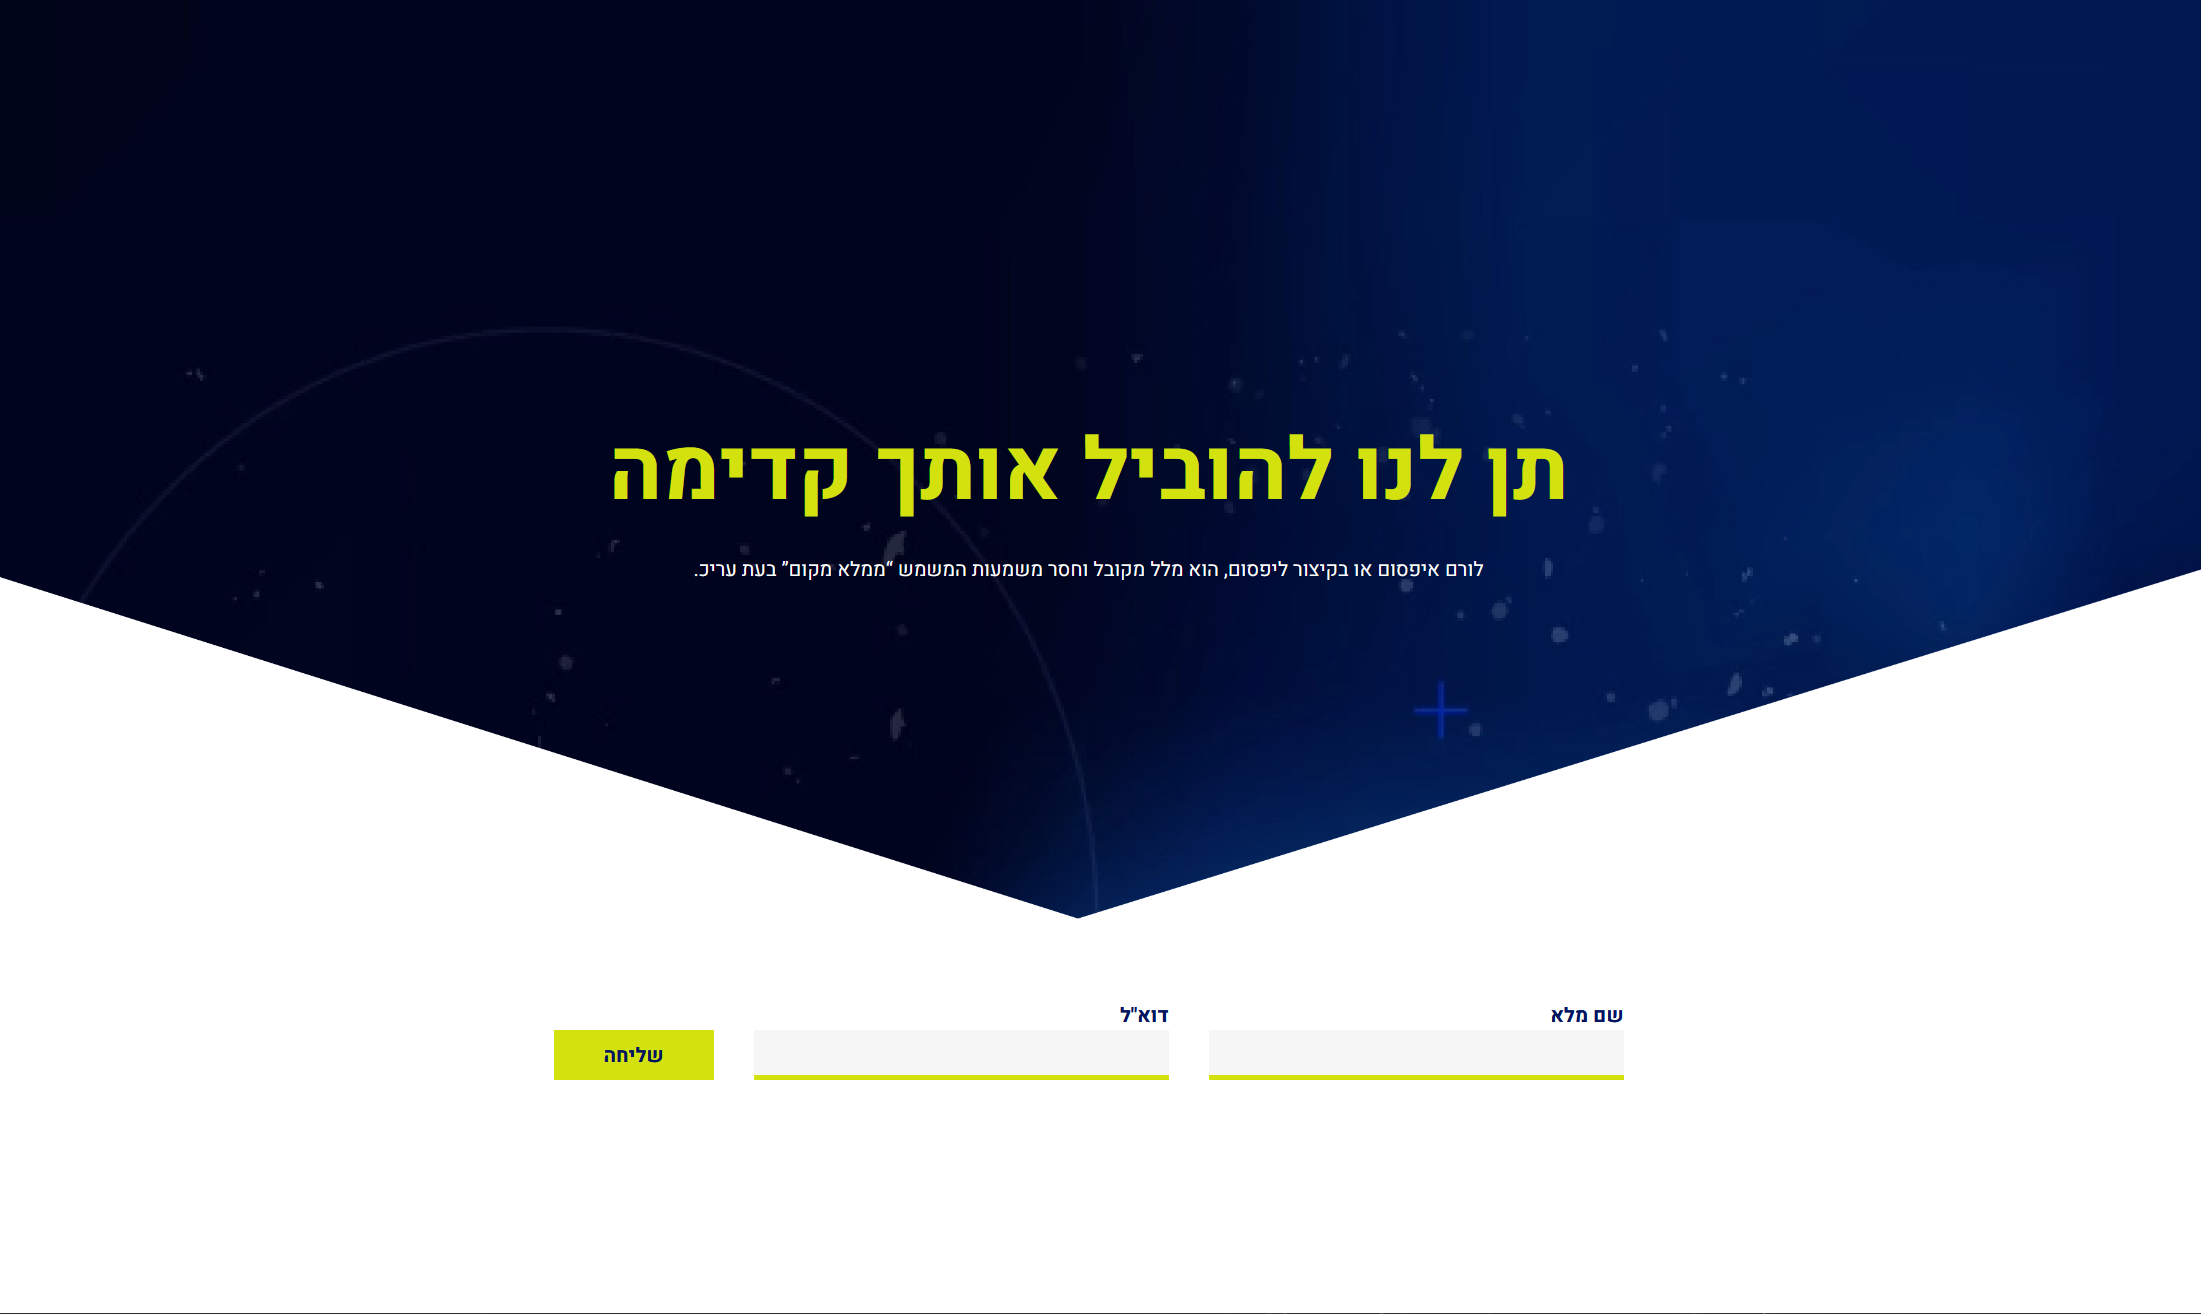 תן לנו להוביל אותך קדימה
לורם איפסום או בקיצור ליפסום, הוא מלל מקובל וחסר משמעות המשמש “ממלא מקום” בעת עריכ.
שם מלא
דוא"ל
שליחה